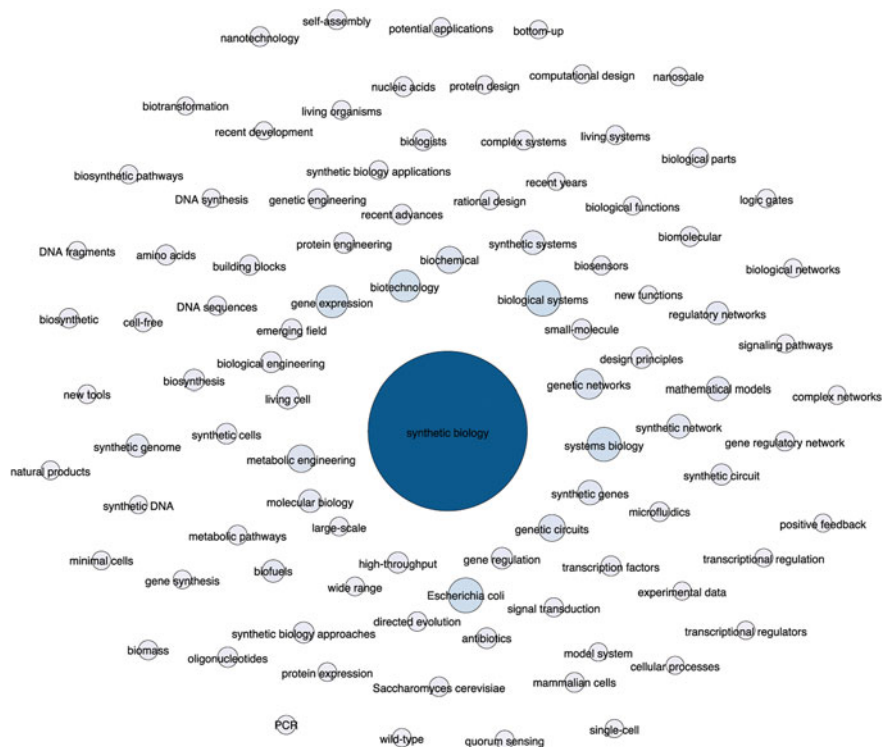 self-assembly
nanotechnology
potential applications
bottom-up
computational design
nanoscale
nucleic acids
protein design
biotransformation
living organisms
recent development
biologists
complex systems
living systems
biological parts
biosynthetic pathways
synthetic biology applications
recent years
DNA synthesis
genetic engineering
rational design
logic gates
recent advances
biological functions
biomolecular
DNA fragments
amino acids
protein engineering
synthetic systems
building blocks
biochemical
biosensors
biological networks
biotechnology
gene expression
biological systems
new functions
DNA sequences
biosynthetic
cell-free
regulatory networks
emerging field
small-molecule
signaling pathways
biological engineering
design principles
biosynthesis
genetic networks
mathematical models
new tools
living cell
complex networks
synthetic network
synthetic cells
synthetic biology
gene regulatory network
synthetic genome
systems biology
metabolic engineering
natural products
synthetic circuit
synthetic genes
molecular biology
synthetic DNA
microfluidics
large-scale
genetic circuits
positive feedback
metabolic pathways
minimal cells
high-throughput
gene regulation
transcription factors
transcriptional regulation
gene synthesis
biofuels
wide range
Escherichia coli
experimental data
signal transduction
directed evolution
synthetic biology approaches
transcriptional regulators
antibiotics
biomass
oligonucleotides
model system
cellular processes
protein expression
Saccharomyces cerevisiae
mammalian cells
PCR
wild-type
quorum sensing
single-cell